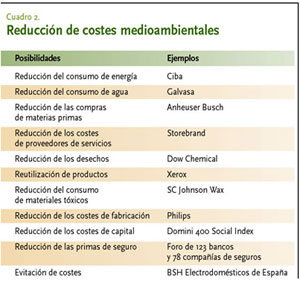 Cuadro 2.
Reducción de costes medioambientales
Posibilidades Ejemplos
Reducción del consumo de energía Ciba
Reducción del consumo de agua Galvasa
Reducción de las compras Anheuser Busch
de materias primas
Reducción de los costes Storebrand
de proveedores de servicios
Reducción de los desechos Dow Chemical
Reutilización de productos Xerox
Reducción del consumo SC Johnson Wax
de materiales tóxicos
Reducción de los costes de fabricación Philips
Reducción de los costes de capital Domini 400 Social Index
Reducción de las primas de seguro Foro de 123 bancos
y 78 compañías de seguros
Evitación de costes BSH Electrodomésticos de España